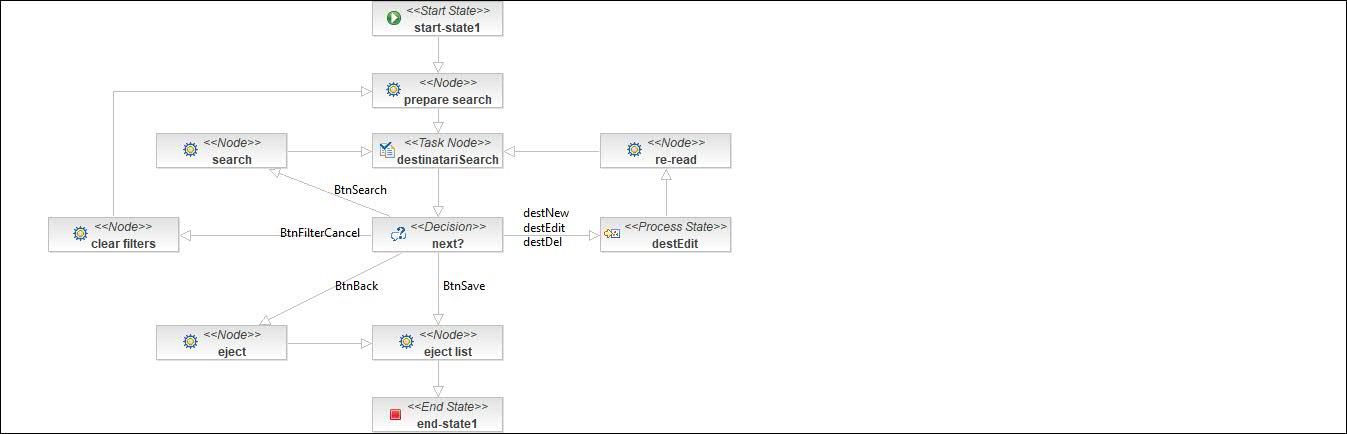 <<Start State>>
start-state1
<<Node>>
prepare search
<<Node>>
search
<<Task Node>>
destinatariSearch
<<Node>>
re-read
BtnSearch
<<Node>>
clear filters
BtnFilterCancel
<<Decision>>
next?
destNew
destEdit
destDel
<<Process State>>
destEdit
BtnBack
BtnSave
<<Node>>
eject
<<Node>>
eject list
<<End State>>
end-state1